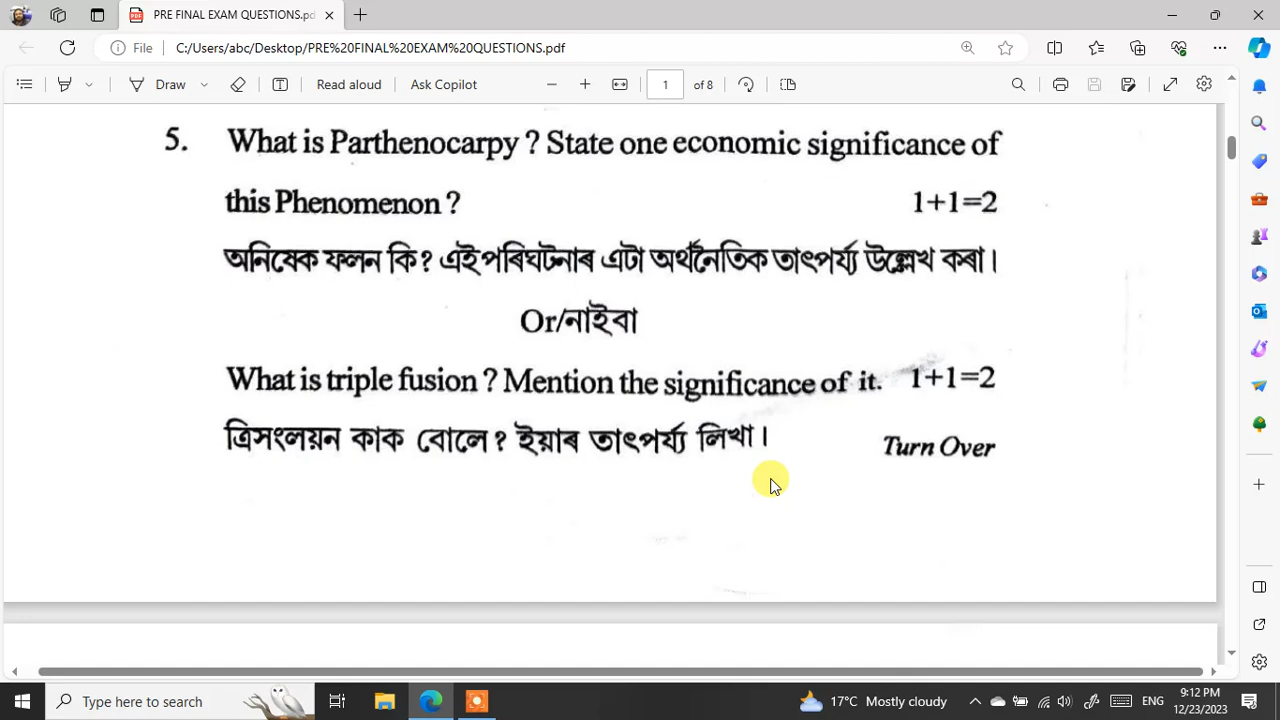 PRE FINAL EXAM QUESTIONS.pd
File C:/Users/abc/Desktop/PRE%20FINAL%20EXAM%20QUESTIONS.pdf
Draw Read aloud Ask Copilot 1 of 8
5. What is Parthenocarpy ? State one economic significance of
this Phenomenon ? 1+1=2
অনিষেক ফলন কি? এই পৰিঘটনাৰ এটা অৰ্থনৈতিক তাৎপৰ্য্য উল্লেখ কৰা।
Or/নাইবা
What is triple fusion ? Mention the significance of it. 1+1=2
ত্ৰিসংলয়ন কাক বোলে? ইয়াৰ তাৎপৰ্য্য লিখা।
Turn Over
Type here to search 17°C Mostly cloudy ENG 9:12 PM
12/23/2023